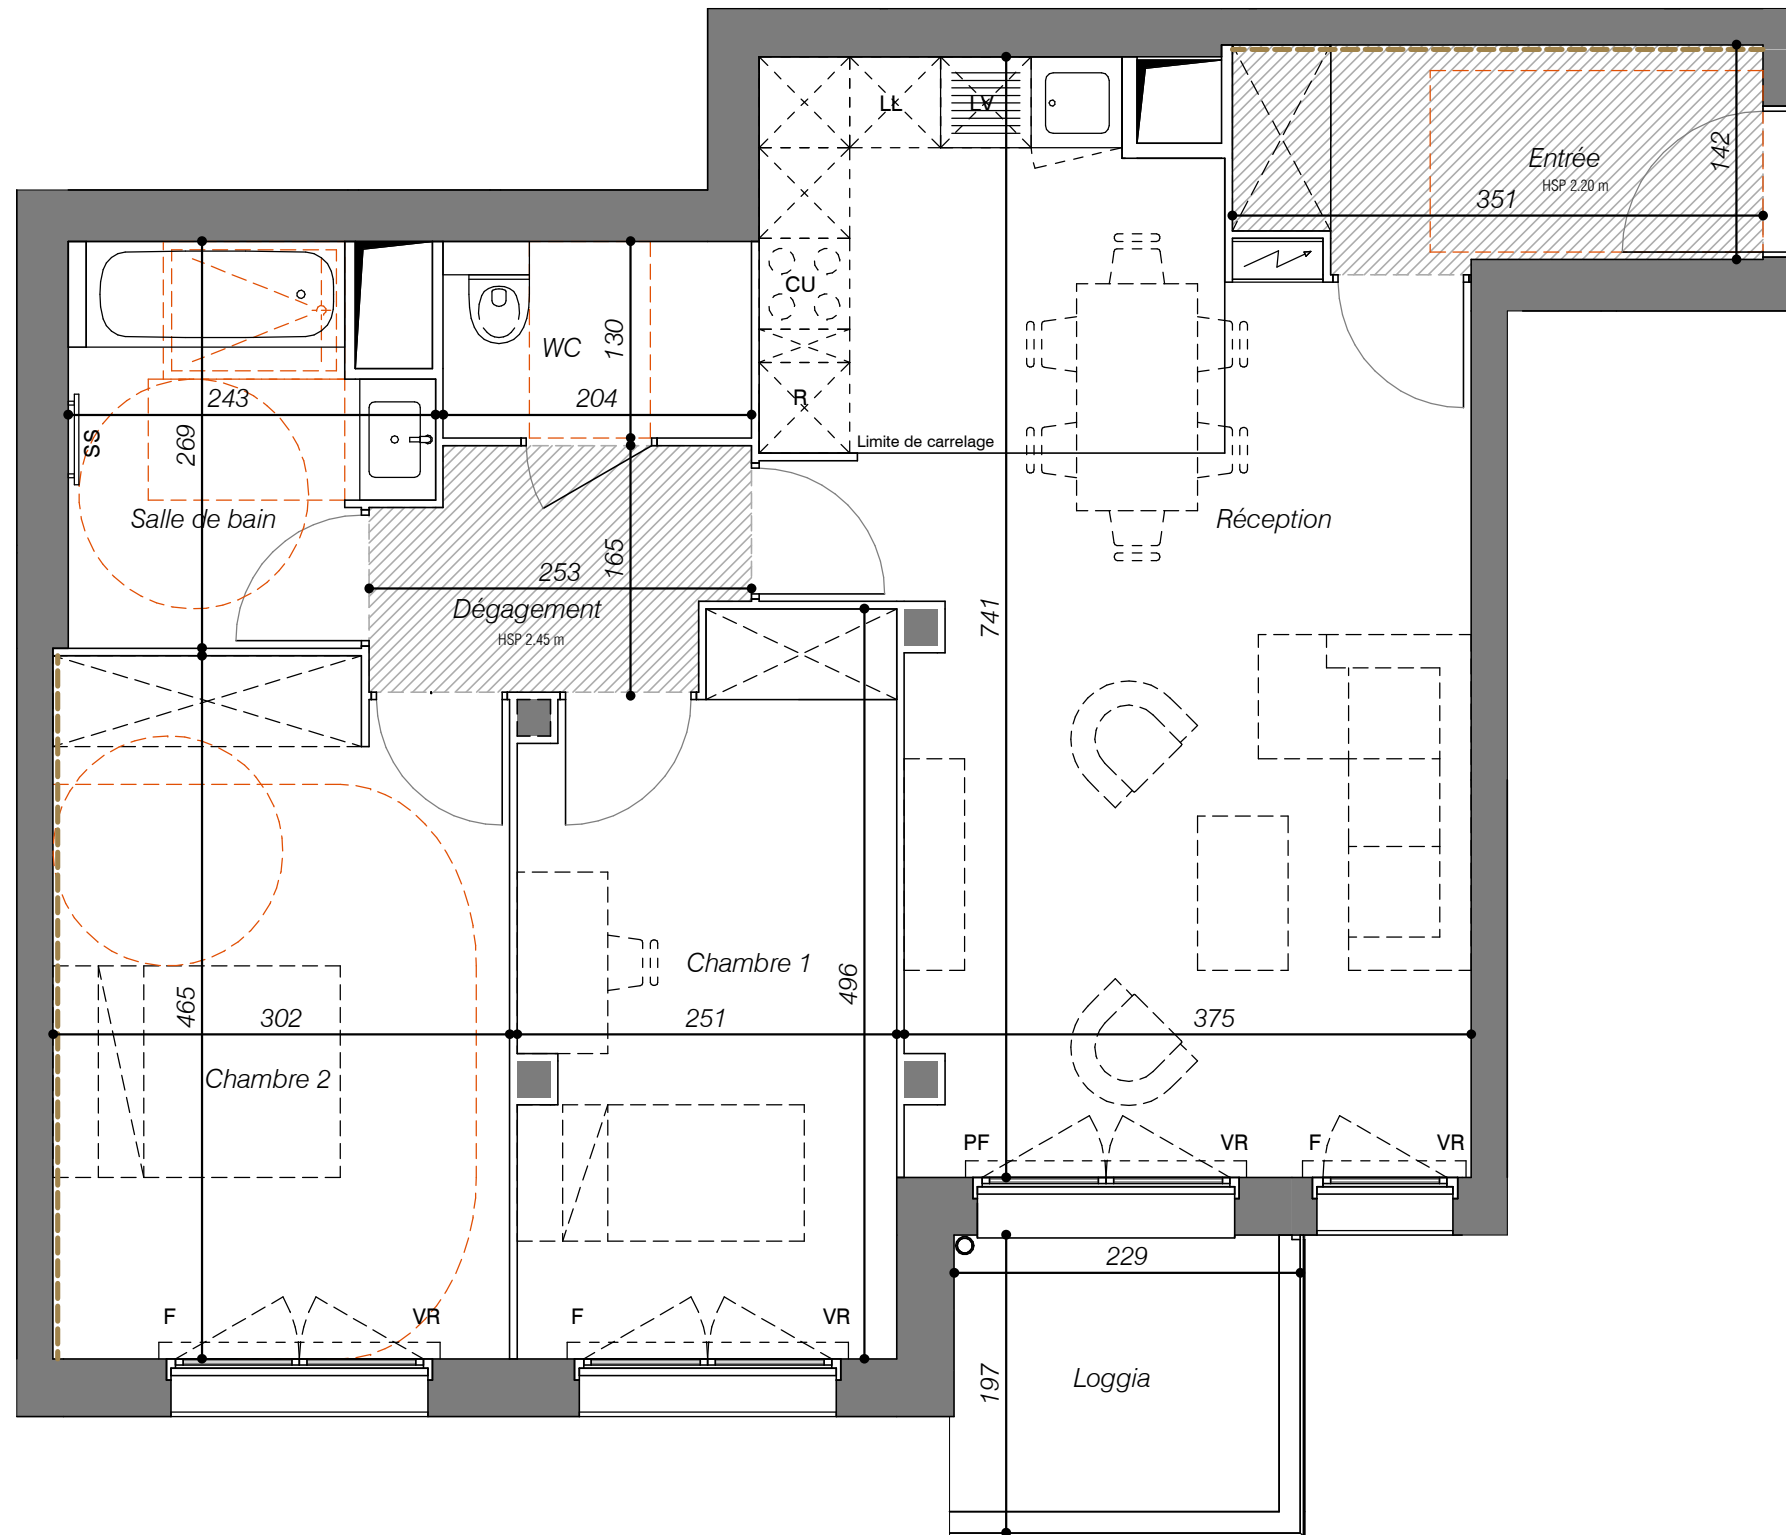 LL
LV
Entrée
HSP 2.20 m
142
351
CU
WC
130
R
243
204
269
SS
Limite de carrelage
Salle de bain
Réception
165
253
Dégagement
HSP 2.45 m
741
Chambre 1
496
465
302
251
375
Chambre 2
PF
VR
F
VR
229
F
VR
F
VR
197
Loggia